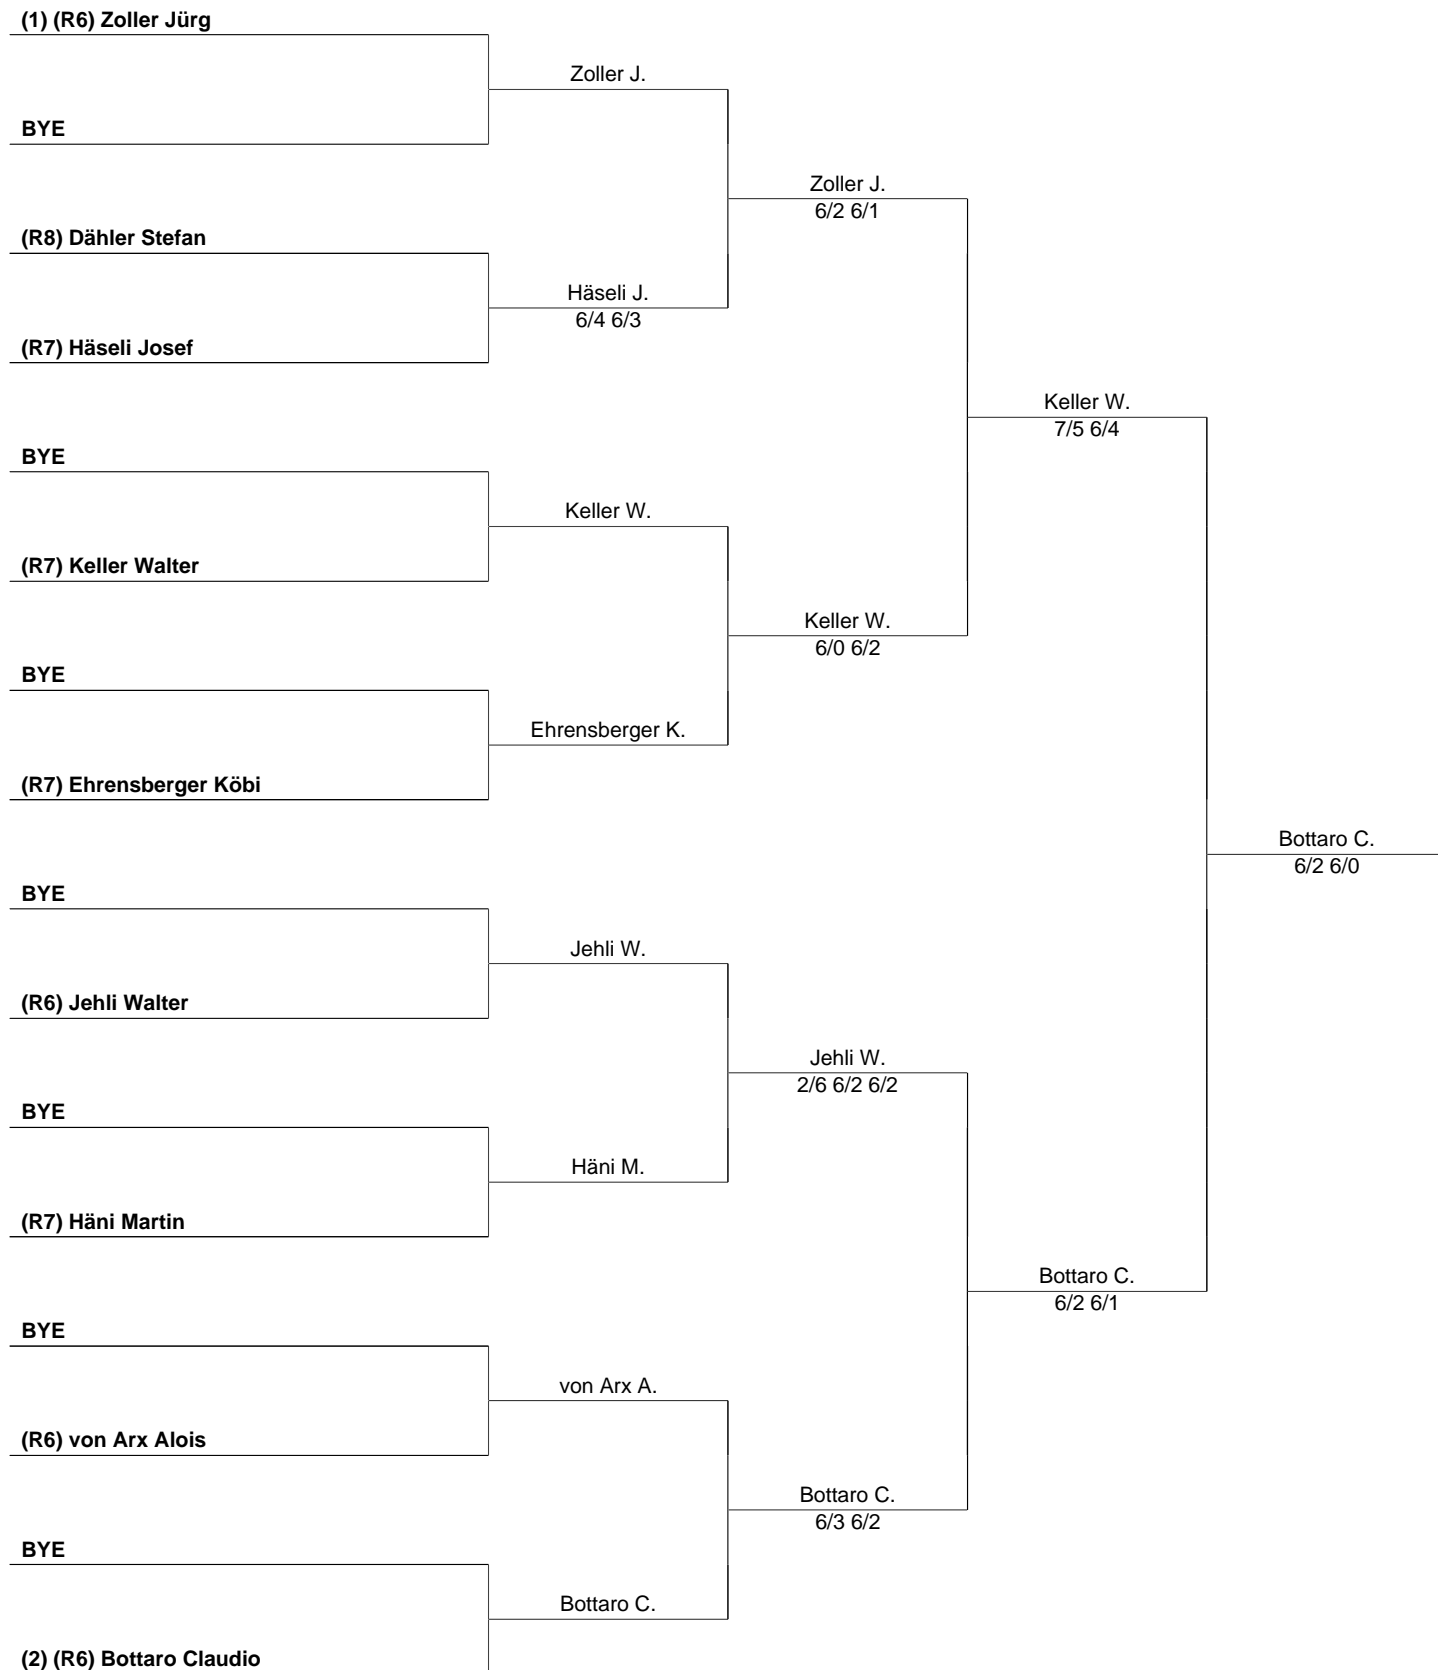 (1) (R6) Zoller Jürg
Zoller J.
BYE
Zoller J.
6/2 6/1
(R8) Dähler Stefan
Häseli J.
6/4 6/3
(R7) Häseli Josef
Keller W.
7/5 6/4
BYE
Keller W.
(R7) Keller Walter
Keller W.
6/0 6/2
BYE
Ehrensberger K.
(R7) Ehrensberger Köbi
Bottaro C.
6/2 6/0
BYE
Jehli W.
(R6) Jehli Walter
Jehli W.
2/6 6/2 6/2
BYE
Häni M.
(R7) Häni Martin
Bottaro C.
6/2 6/1
BYE
von Arx A.
(R6) von Arx Alois
Bottaro C.
6/3 6/2
BYE
Bottaro C.
(2) (R6) Bottaro Claudio